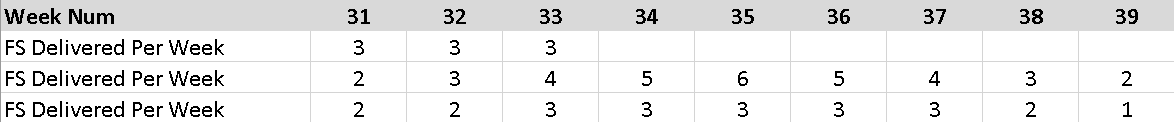 Week Num 31 32 33 34 35 36 37 38 39
FS Delivered Per Week 3 3 3
FS Delivered Per Week 2 3 4 5 6 5 4 3 2
FS Delivered Per Week 2 2 3 3 3 3 3 2 1